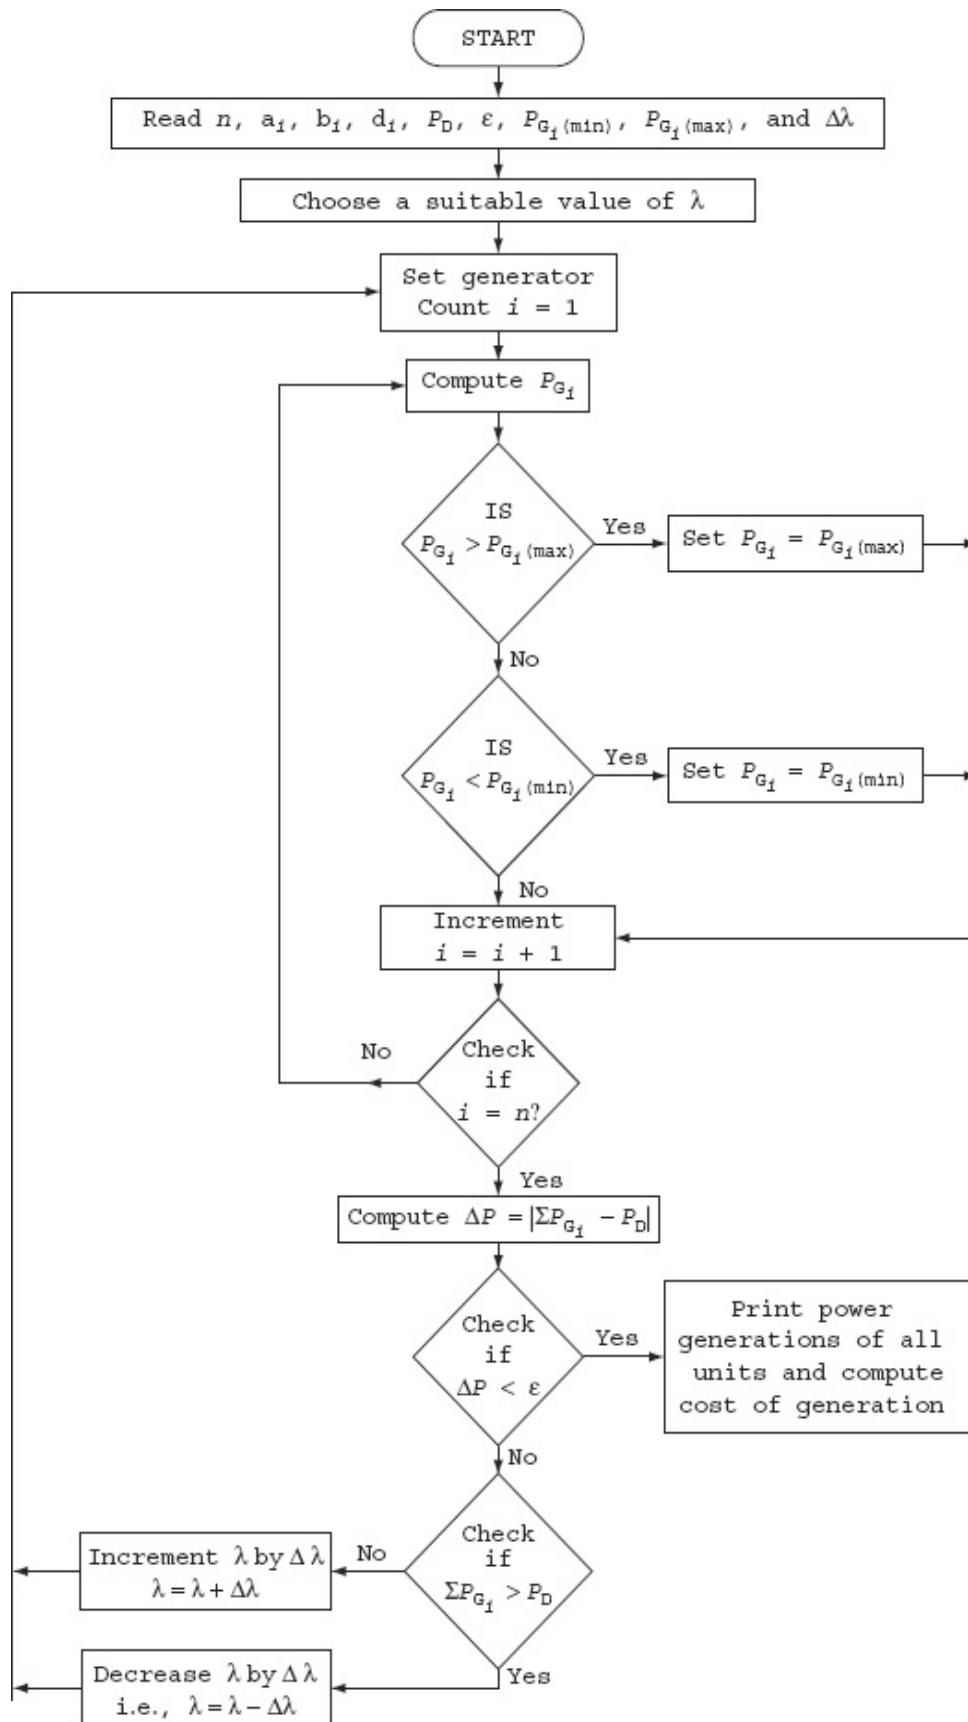 START
Read n, a_i, b_i, d_i, P_D, ε, P_Gi(min), P_Gi(max), and Δλ
Choose a suitable value of λ
Set generator
Count i = 1
Compute P_Gi
IS
P_Gi > P_Gi(max)
Yes
Set P_Gi = P_Gi(max)
No
IS
P_Gi < P_Gi(min)
Yes
Set P_Gi = P_Gi(min)
No
Increment
i = i + 1
Check
if
i = n?
No
Yes
Compute ΔP = |ΣP_Gi - P_D|
Check
if
ΔP < ε
Yes
Print power
generations of all
units and compute
cost of generation
No
Check
if
ΣP_Gi > P_D
No
Increment λ by Δλ
λ = λ + Δλ
Yes
Decrease λ by Δλ
i.e., λ = λ - Δλ